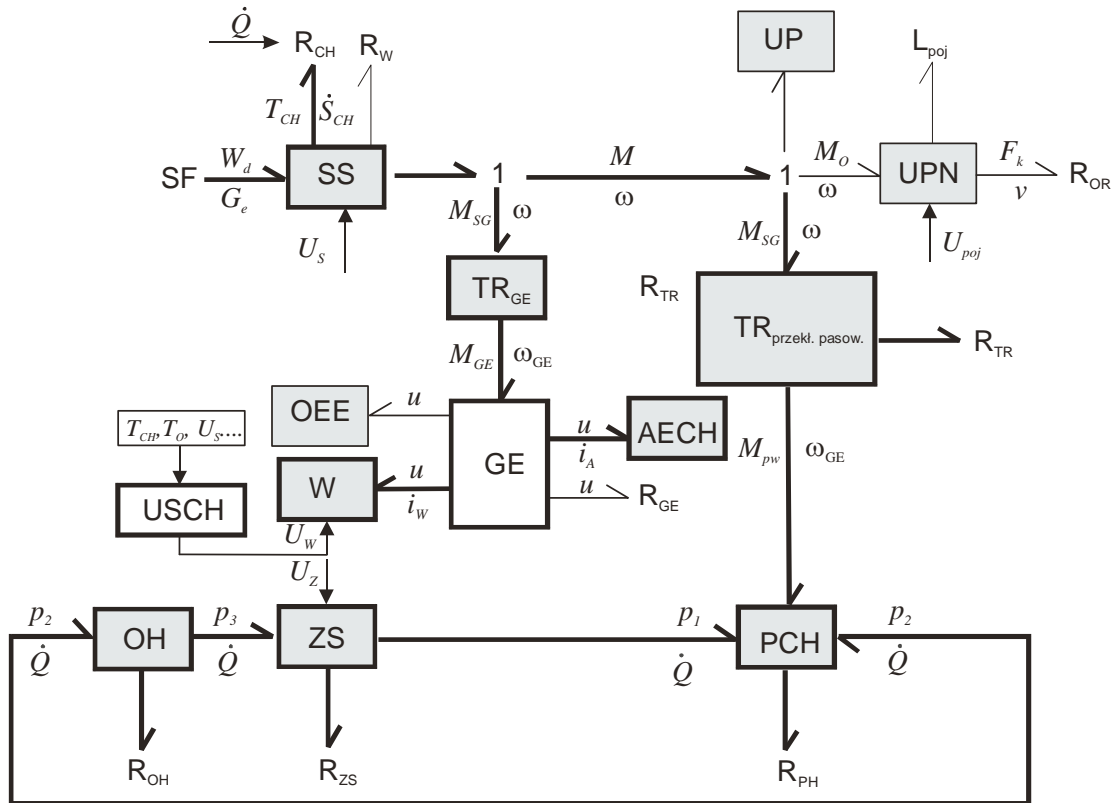 Q̇ R_CH R_W UP L_poj
T_CH Ṡ_CH
SF W_d SS 1 M 1 M_O UPN F_k R_OR
G_e ω ω v
U_S M_SG ω M_SG ω U_poj
TR_GE R_TR TR_przekł. pasow. R_TR
M_GE ω_GE
OEE u GE u AECH M_pw ω_GE
T_CH, T_O, U_S....
i_A
W u u R_GE
USCH i_W
U_W
U_Z
p_2 OH p_3 ZS p_1 PCH p_2
Q̇ Q̇ Q̇ Q̇
R_OH R_ZS R_PH